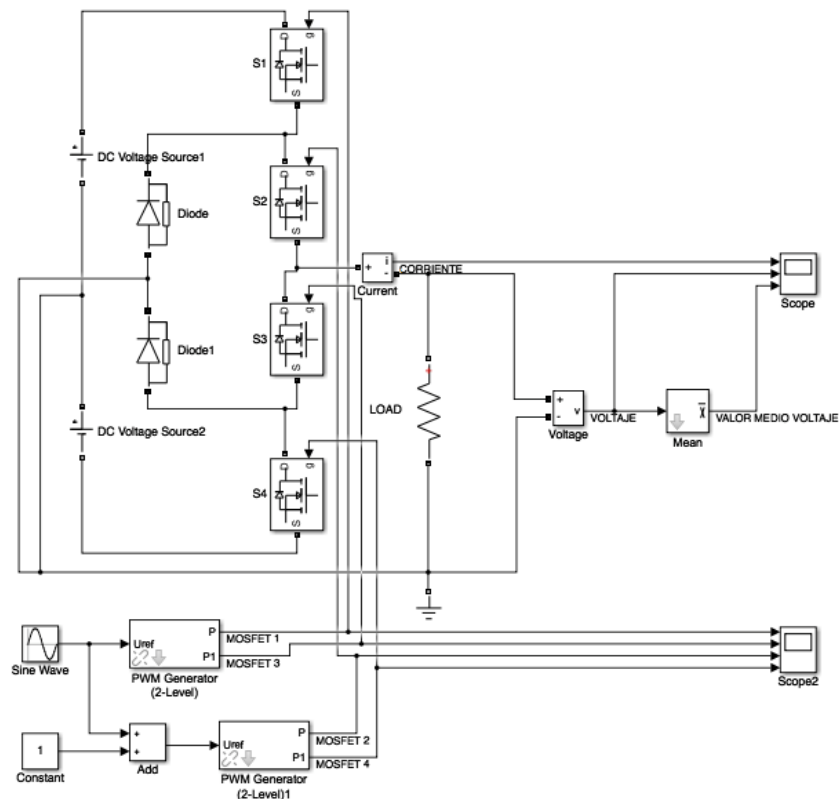 D
g
S1
S
DC Voltage Source1
D
g
S2
S
Diode
i
+
-
CORRIENTE
Current
Scope
D
g
S3
S
Diode1
LOAD
+
v
-
VOLTAJE
Voltage
x
VALOR MEDIO VOLTAJE
Mean
DC Voltage Source2
D
g
S4
S
P
MOSFET 1
Uref
P1
MOSFET 3
Sine Wave
PWM Generator
(2-Level)
Scope2
P
MOSFET 2
+
+
Uref
P1
MOSFET 4
1
Constant
Add
PWM Generator
(2-Level)1